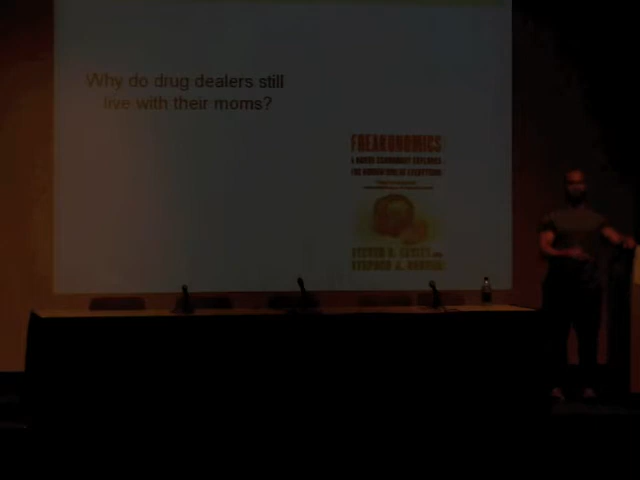 Why do drug dealers still
live with their moms?
FREAKONOMICS
A ROGUE ECONOMIST EXPLORES
THE HIDDEN SIDE OF EVERYTHING
STEVEN D. LEVITT AND
STEPHEN J. DUBNER